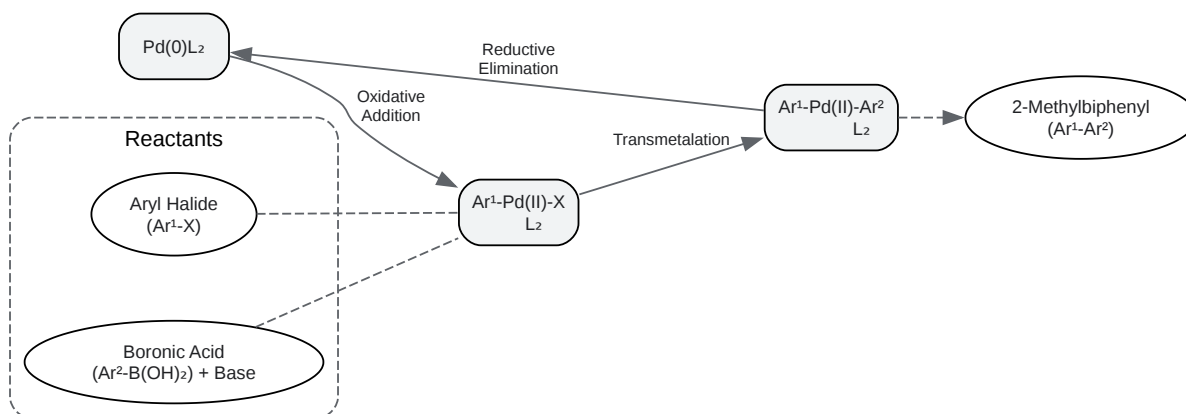 Pd(0)L₂
Reductive
Elimination
Oxidative
Addition
Ar¹-Pd(II)-Ar²
L₂
2-Methylbiphenyl
(Ar¹-Ar²)
Reactants
Transmetalation
Aryl Halide
(Ar¹-X)
Ar¹-Pd(II)-X
L₂
Boronic Acid
(Ar²-B(OH)₂) + Base